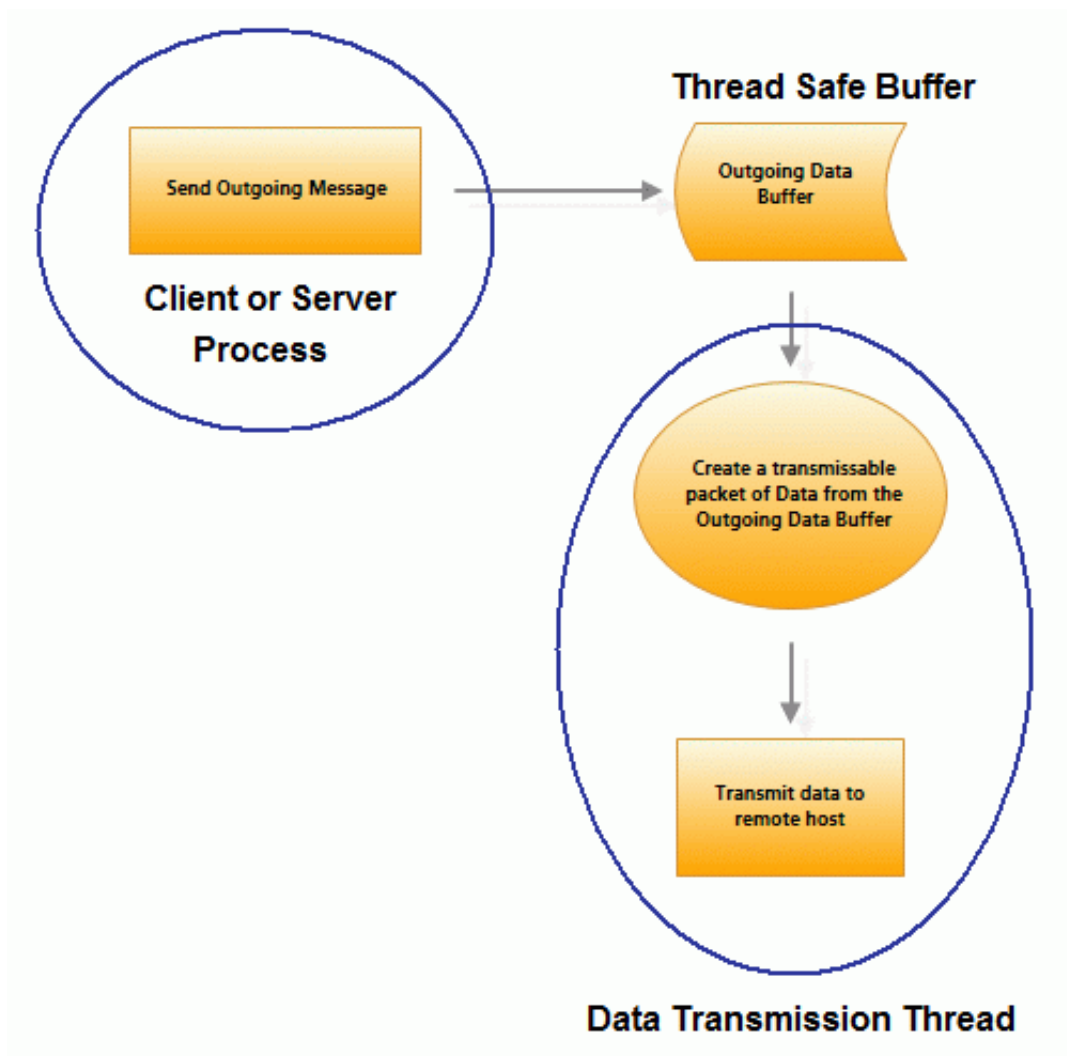 Thread Safe Buffer
Send Outgoing Message
Outgoing Data
Buffer
Client or Server
Process
Create a transmissable
packet of Data from the
Outgoing Data Buffer
Transmit data to
remote host
Data Transmission Thread